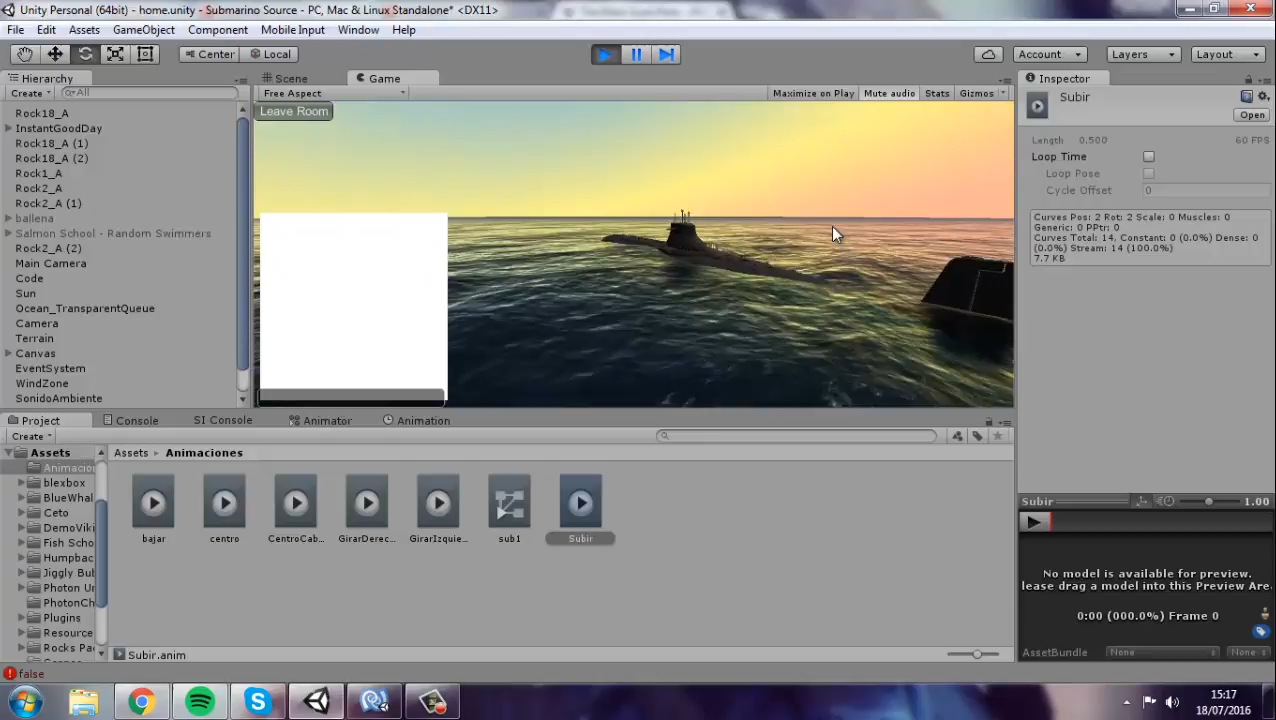 Unity Personal (64bit) - home.unity - Submarino Source - PC, Mac & Linux Standalone* <DX11>
File Edit Assets GameObject Component Mobile Input Window Help
Center Local Account Layers Layout
Hierarchy
Create All
Rock18_A
InstantGoodDay
Rock18_A (1)
Rock18_A (2)
Rock1_A
Rock2_A
Rock2_A (1)
ballena
Salmon School - Random Swimmers
Rock2_A (2)
Main Camera
Code
Sun
Ocean_TransparentQueue
Camera
Terrain
Canvas
EventSystem
WindZone
SonidoAmbiente
Scene Game
Free Aspect Maximize on Play Mute audio Stats Gizmos
Leave Room
Inspector
Subir
Open
Length 0.500 60 FPS
Loop Time
Loop Pose
Cycle Offset 0
Curves Pos: 2 Rot: 2 Scale: 0 Muscles: 0
Generic: 0 PPtr: 0
Curves Total: 14, Constant: 0 (0.0%) Dense: 0
(0.0%) Stream: 14 (100.0%)
7.7 KB
Project Console SI Console Animator Animation
Create
Assets
Animacio
blexbox
BlueWhal
Ceto
DemoViki
Fish Scho
Humpbac
Jiggly Bul
Photon Un
PhotonCh
Plugins
Resource
Rocks Pa
Assets Animaciones
bajar centro CentroCab... GirarDerec... GirarIzquie... sub1 Subir
Subir.anim
Subir 1.00
No model is available for preview.
lease drag a model into this Preview Area
0:00 (000.0%) Frame 0
AssetBundle None None
false
15:17
18/07/2016